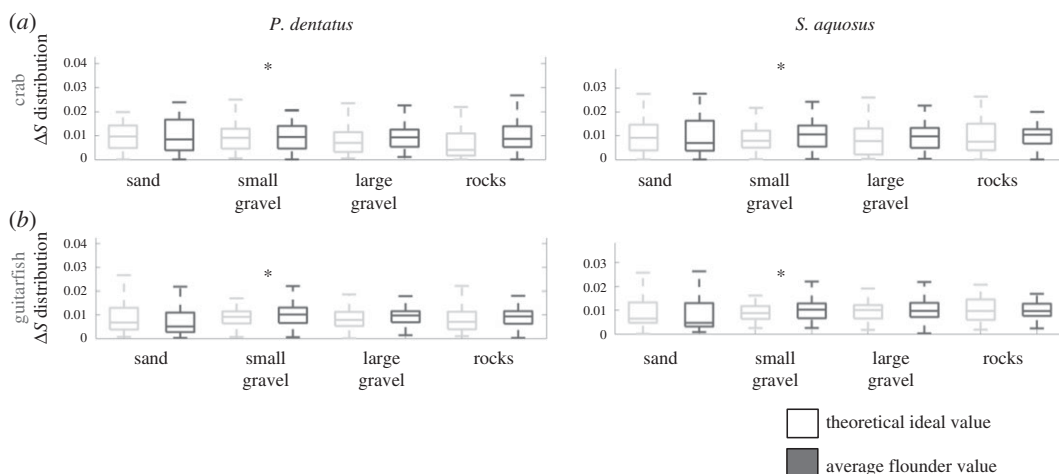 (a)
P. dentatus
S. aquosus
crab
ΔS distribution
0.04
0.03
0.02
0.01
0
*
sand
small gravel
large gravel
rocks
0.03
0.02
0.01
0
*
sand
small gravel
large gravel
rocks
(b)
guitarfish
ΔS distribution
0.04
0.03
0.02
0.01
0
*
sand
small gravel
large gravel
rocks
0.03
0.02
0.01
0
*
sand
small gravel
large gravel
rocks
theoretical ideal value
average flounder value